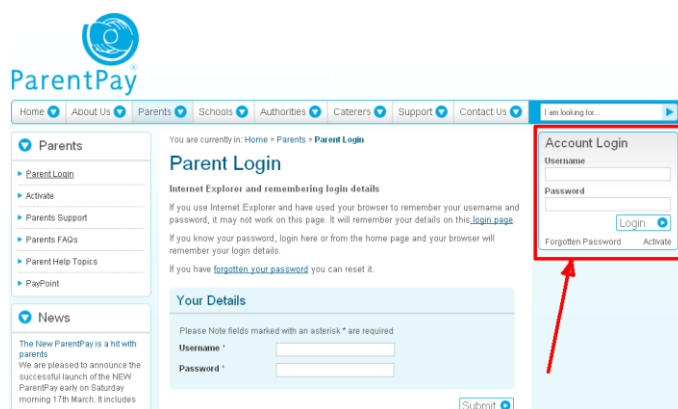 ParentPay
Home About Us Parents Schools Authorities Caterers Support Contact Us I am looking for...
Parents
Parent Login
Activate
Parents Support
Parents FAQs
Parent Help Topics
PayPoint
News
The New ParentPay is a hit with
parents
We are pleased to announce the
successful launch of the NEW
ParentPay early on Saturday
morning 17th March. It includes
You are currently in: Home > Parents > Parent Login
Parent Login
Internet Explorer and remembering login details
If you use Internet Explorer and have used your browser to remember your username and
password, it may not work on this page. It will remember your details on this login page.
If you know your password, login here or from the home page and your browser will
remember your login details.
If you have forgotten your password you can reset it.
Your Details
Please Note fields marked with an asterisk * are required
Username *
Password *
Submit
Account Login
Username
Password
Login
Forgotten Password Activate